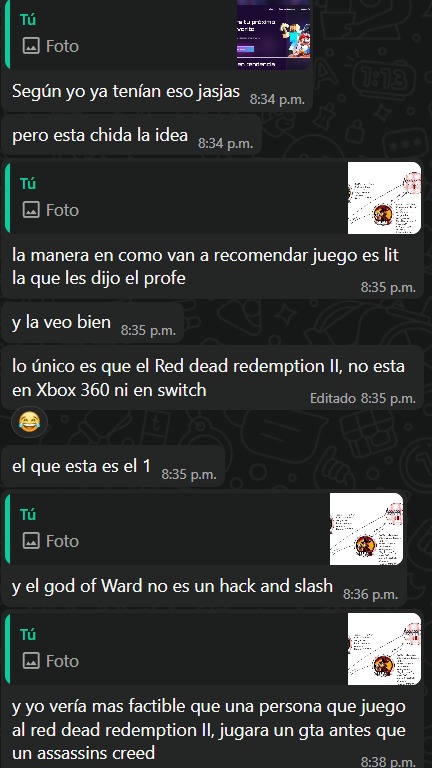 Tú
Foto
Según yo ya tenían eso jasjas 8:34 p.m.
pero esta chida la idea 8:34 p.m.
Tú
Foto
la manera en como van a recomendar juego es lit
la que les dijo el profe
8:35 p.m.
y la veo bien 8:35 p.m.
lo único es que el Red dead redemption II, no esta
en Xbox 360 ni en switch
Editado 8:35 p.m.
el que esta es el 1 8:35 p.m.
Tú
Foto
y el god of Ward no es un hack and slash 8:36 p.m.
Tú
Foto
y yo vería mas factible que una persona que juego
al red dead redemption II, jugara un gta antes que
un assassins creed
8:38 p.m.